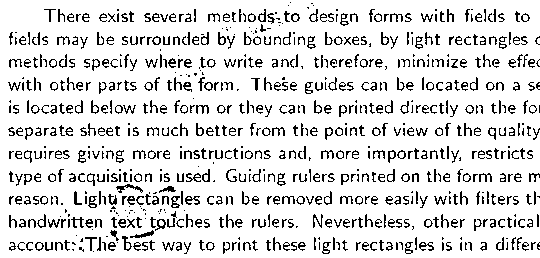 There exist several methods to design forms with fields to
fields may be surrounded by bounding boxes, by light rectangles o
methods specify where to write and, therefore, minimize the effec
with other parts of the form. These guides can be located on a se
is located below the form or they can be printed directly on the for
separate sheet is much better from the point of view of the quality
requires giving more instructions and, more importantly, restricts
type of acquisition is used. Guiding rulers printed on the form are m
reason. Light rectangles can be removed more easily with filters th
handwritten text touches the rulers. Nevertheless, other practical
account: The best way to print these light rectangles is in a differe